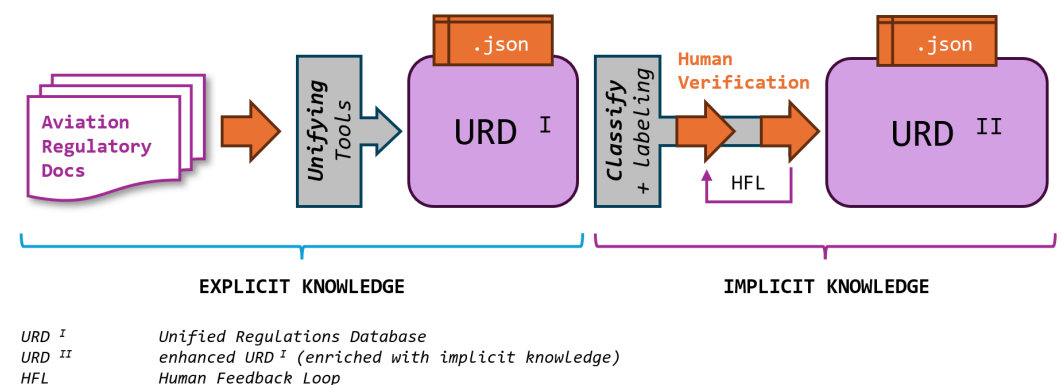 Aviation
Regulatory
Docs
Unifying
Tools
.json
URD I
Classify
+ labeling
Human
Verification
HFL
.json
URD II
EXPLICIT KNOWLEDGE
IMPLICIT KNOWLEDGE
URD I Unified Regulations Database
URD II enhanced URD I (enriched with implicit knowledge)
HFL Human Feedback Loop